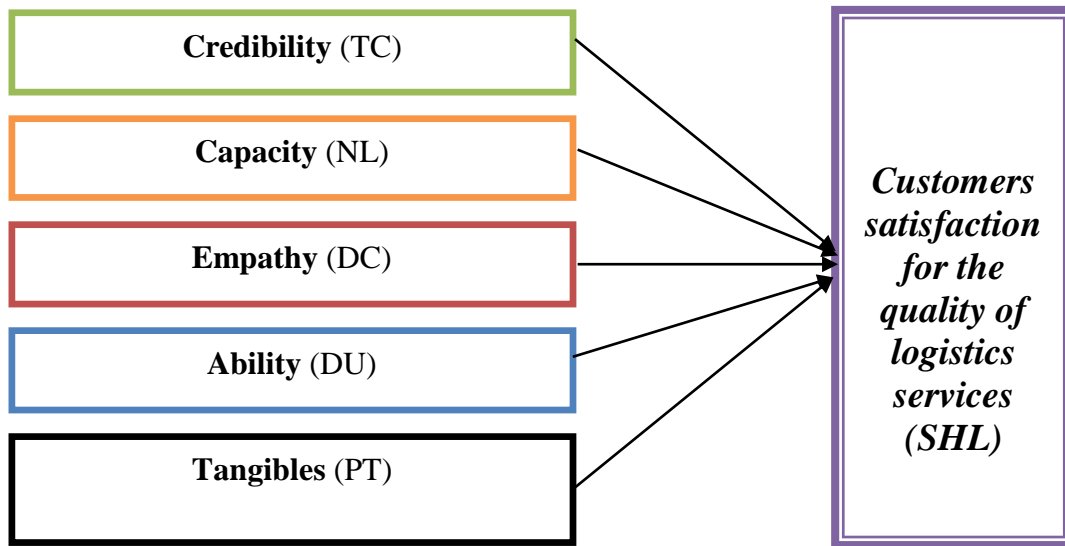 Credibility (TC)
Capacity (NL)
Empathy (DC)
Ability (DU)
Tangibles (PT)
Customers
satisfaction
for the
quality of
logistics
services
(SHL)